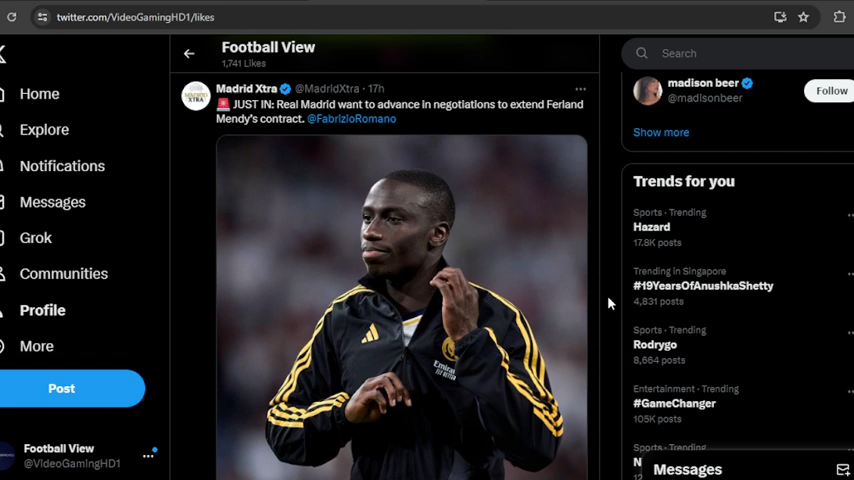 twitter.com/VideoGamingHD1/likes
Football View
1,741 Likes
Home
Explore
Notifications
Messages
Grok
Communities
Profile
More
Post
Football View
@VideoGamingHD1
MADRID
XTRA
Madrid Xtra @MadridXtra · 17h
🚨 JUST IN: Real Madrid want to advance in negotiations to extend Ferland
Mendy's contract. @FabrizioRomano
Search
madison beer
@madisonbeer
Follow
Show more
Trends for you
Sports · Trending
Hazard
17.8K posts
Trending in Singapore
#19YearsOfAnushkaShetty
4,831 posts
Sports · Trending
Rodrygo
8,664 posts
Entertainment · Trending
#GameChanger
105K posts
Sports · Trending
Messages